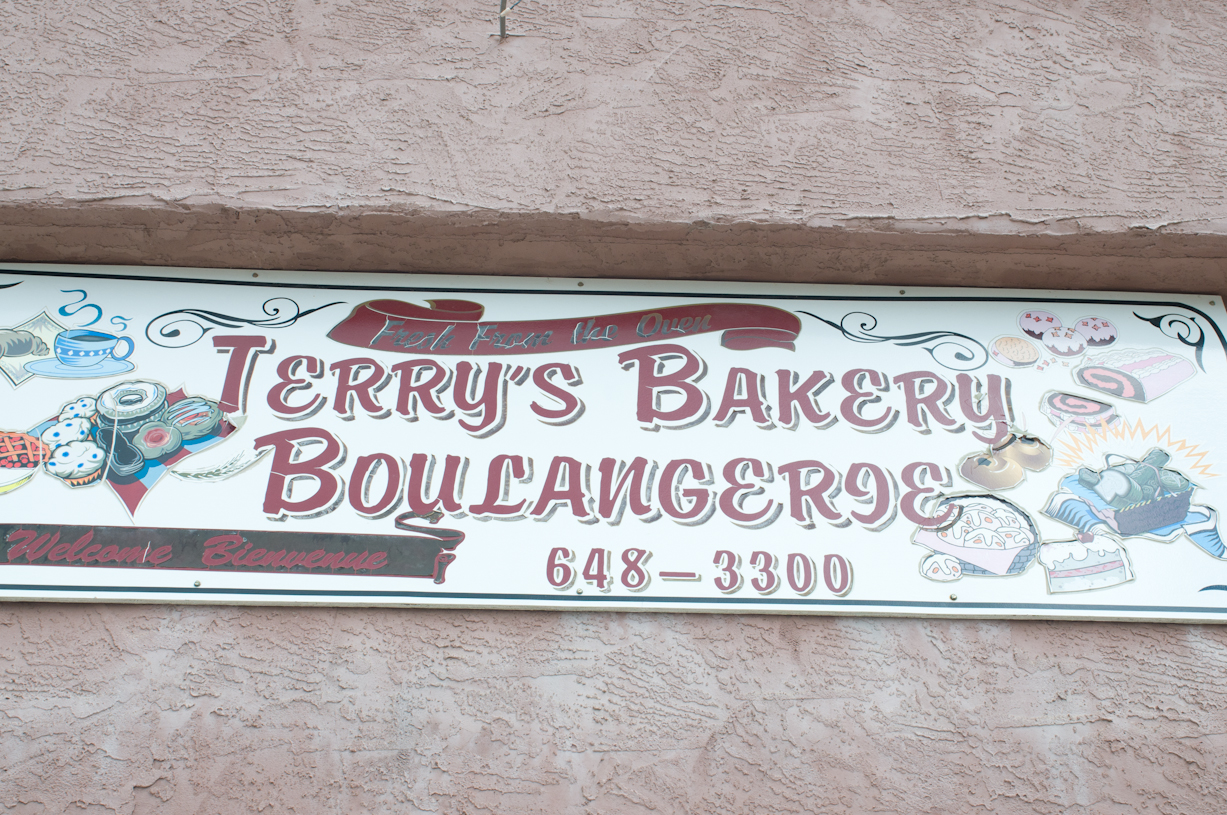 Fresh From the Oven
TERRY'S BAKERY
BOULANGERIE
Welcome Bienvenue
648-3300